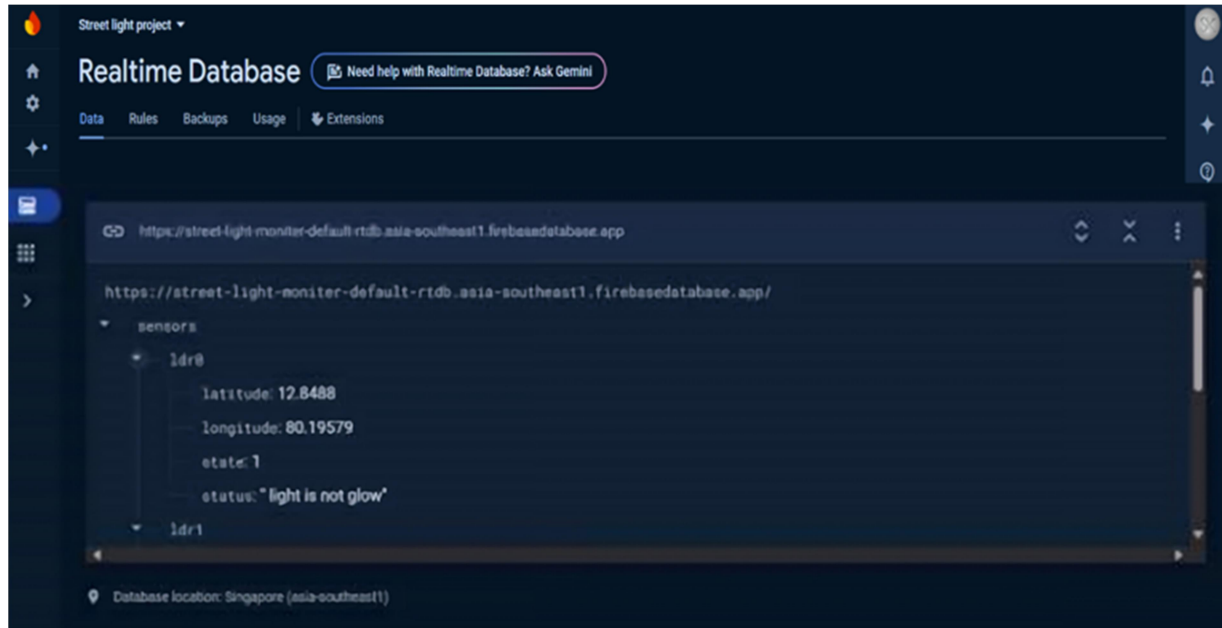 Street light project
Realtime Database
Need help with Realtime Database? Ask Gemini
Data Rules Backups Usage Extensions
https://street-light-moniter-default-rtdb.asia-southeast1.firebasedatabase.app
https://street-light-moniter-default-rtdb.asia-southeast1.firebasedatabase.app/
sensors
ldr0
latitude: 12.8488
longitude: 80.19579
state: 1
status: " light is not glow"
ldr1
Database location: Singapore (asia-southeast1)